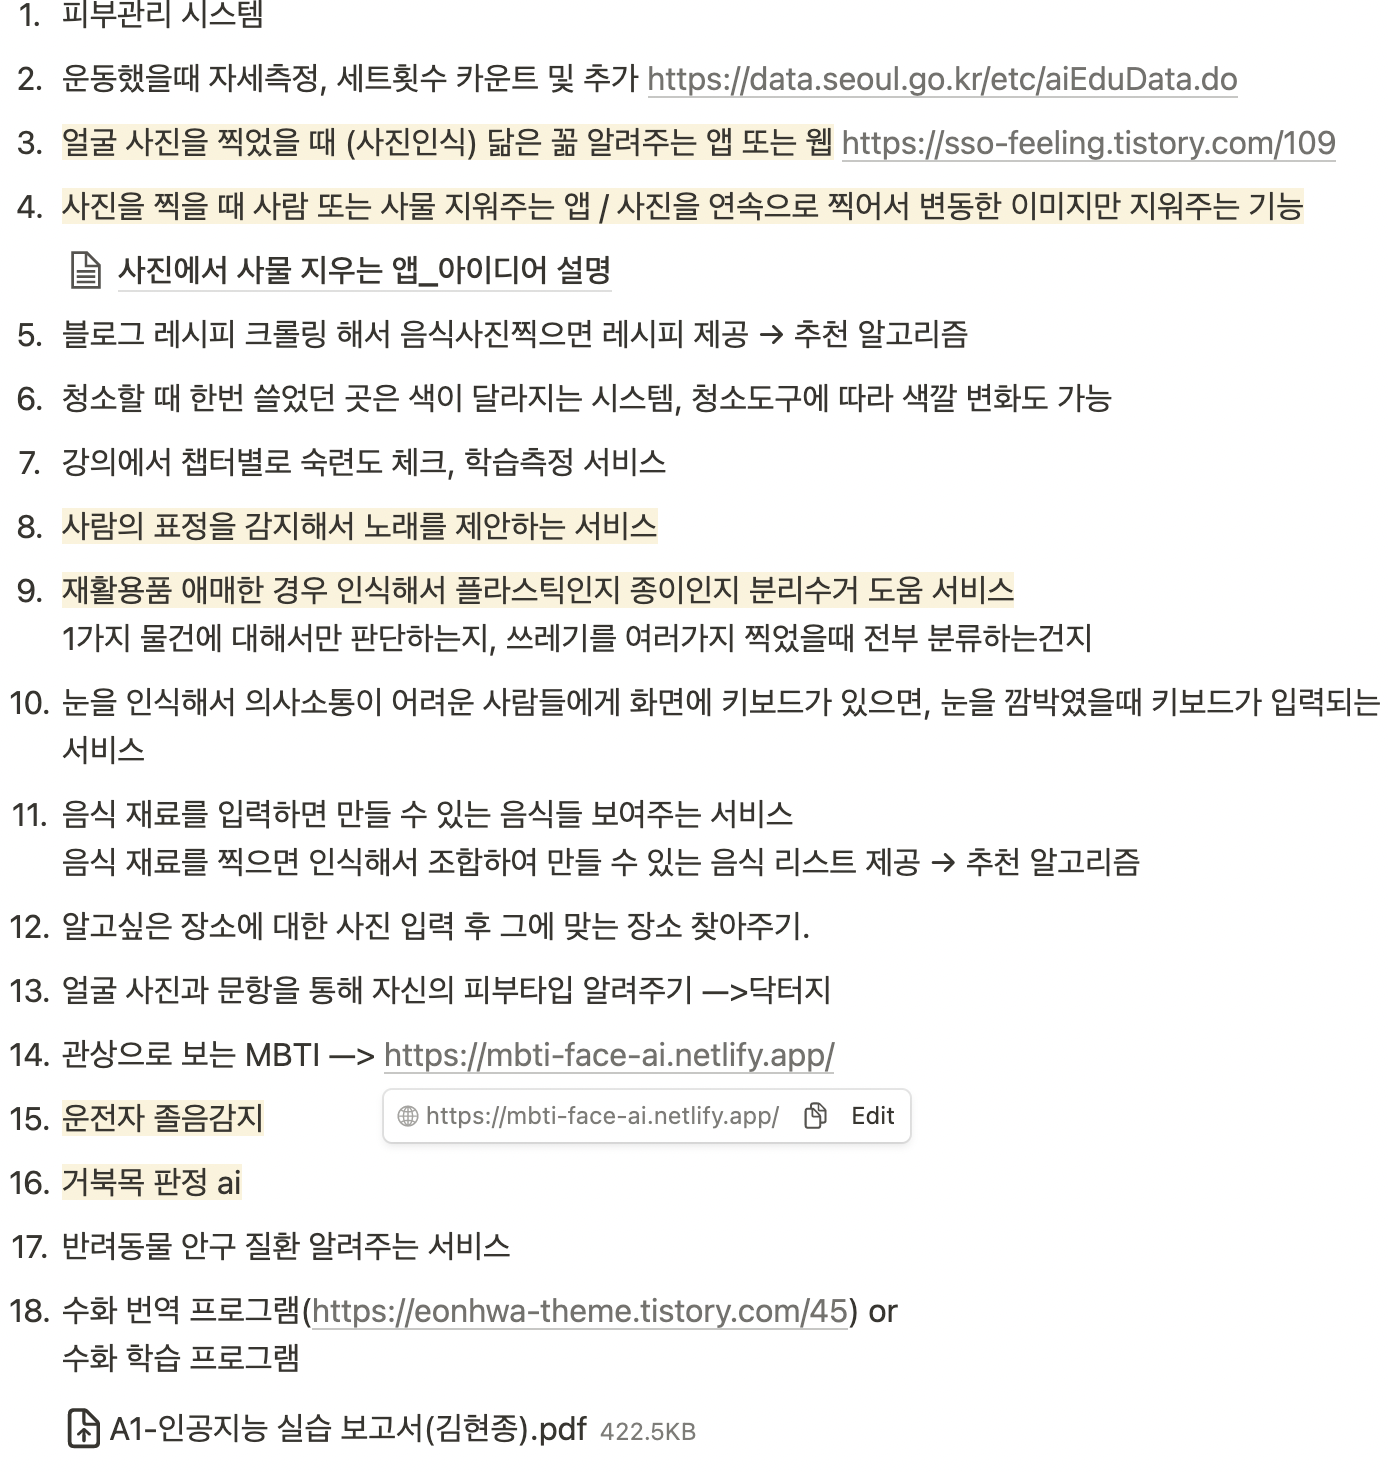 1. 피부관리 시스템
2. 운동했을때 자세측정, 세트횟수 카운트 및 추가 https://data.seoul.go.kr/etc/aiEduData.do
3. 얼굴 사진을 찍었을 때 (사진인식) 닮은 꼶 알려주는 앱 또는 웹 https://sso-feeling.tistory.com/109
4. 사진을 찍을 때 사람 또는 사물 지워주는 앱 / 사진을 연속으로 찍어서 변동한 이미지만 지워주는 기능
사진에서 사물 지우는 앱_아이디어 설명
5. 블로그 레시피 크롤링 해서 음식사진찍으면 레시피 제공 → 추천 알고리즘
6. 청소할 때 한번 쓸었던 곳은 색이 달라지는 시스템, 청소도구에 따라 색깔 변화도 가능
7. 강의에서 챕터별로 숙련도 체크, 학습측정 서비스
8. 사람의 표정을 감지해서 노래를 제안하는 서비스
9. 재활용품 애매한 경우 인식해서 플라스틱인지 종이인지 분리수거 도움 서비스
1가지 물건에 대해서만 판단하는지, 쓰레기를 여러가지 찍었을때 전부 분류하는건지
10. 눈을 인식해서 의사소통이 어려운 사람들에게 화면에 키보드가 있으면, 눈을 깜박였을때 키보드가 입력되는
서비스
11. 음식 재료를 입력하면 만들 수 있는 음식들 보여주는 서비스
음식 재료를 찍으면 인식해서 조합하여 만들 수 있는 음식 리스트 제공 → 추천 알고리즘
12. 알고싶은 장소에 대한 사진 입력 후 그에 맞는 장소 찾아주기.
13. 얼굴 사진과 문항을 통해 자신의 피부타입 알려주기 —>닥터지
14. 관상으로 보는 MBTI —> https://mbti-face-ai.netlify.app/
15. 운전자 졸음감지
https://mbti-face-ai.netlify.app/ Edit
16. 거북목 판정 ai
17. 반려동물 안구 질환 알려주는 서비스
18. 수화 번역 프로그램(https://eonhwa-theme.tistory.com/45) or
수화 학습 프로그램
A1-인공지능 실습 보고서(김현종).pdf 422.5KB